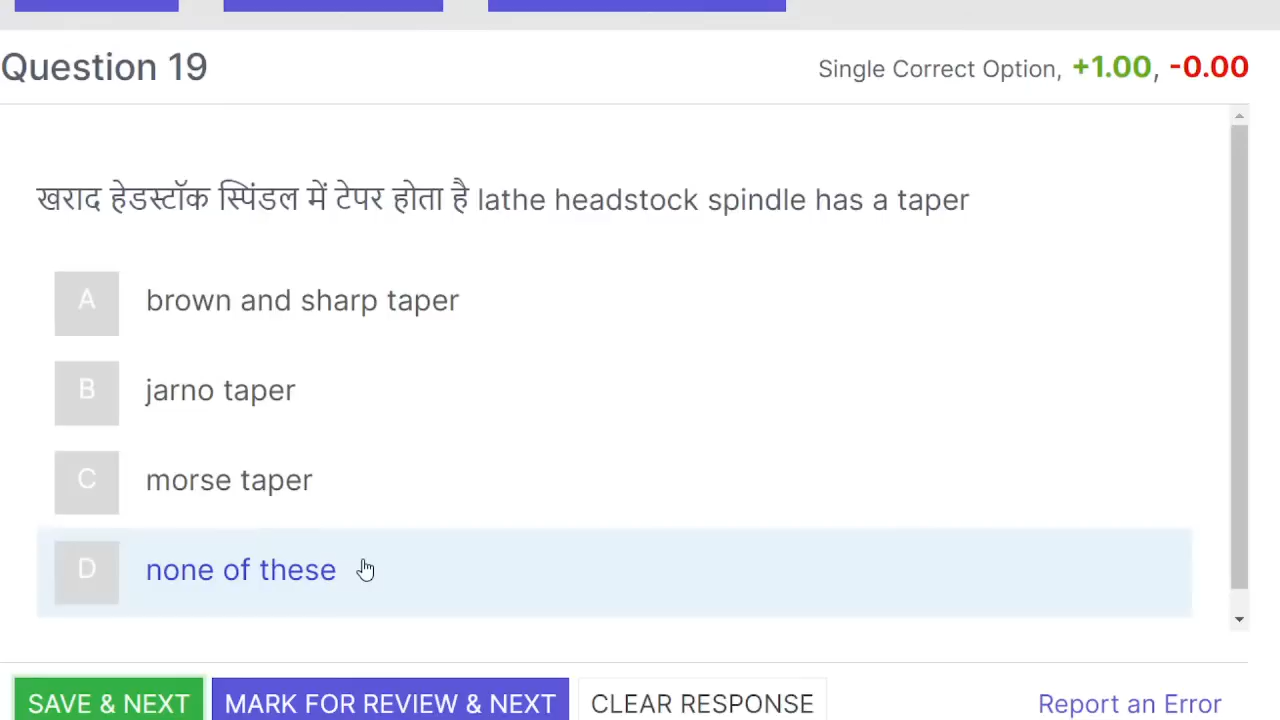 Question 19
Single Correct Option, +1.00, -0.00
खराद हेडस्टॉक स्पिंडल में टेपर होता है lathe headstock spindle has a taper
A brown and sharp taper
B jarno taper
C morse taper
D none of these
SAVE & NEXT MARK FOR REVIEW & NEXT CLEAR RESPONSE Report an Error